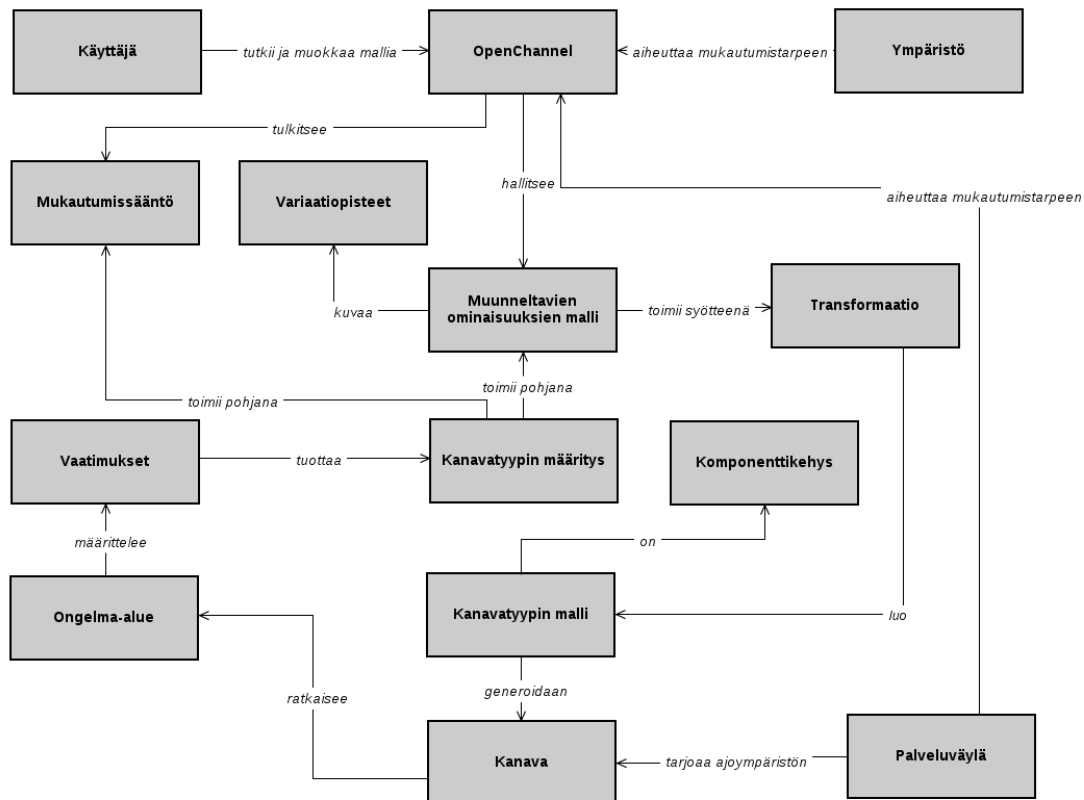 Käyttäjä
tutkii ja muokkaa mallia
OpenChannel
aiheuttaa mukautumistarpeen
Ympäristö
tulkitsee
Mukautumissääntö
Variaatiopisteet
hallitsee
aiheuttaa mukautumistarpeen
kuvaa
Muunneltavien
ominaisuuksien malli
toimii syötteenä
Transformaatio
toimii pohjana
toimii pohjana
Vaatimukset
tuottaa
Kanavatyypin määritys
Komponenttikehys
määrittelee
on
Ongelma-alue
Kanavatyypin malli
luo
ratkaisee
generoidaan
Kanava
tarjoaa ajoympäristön
Palveluväylä